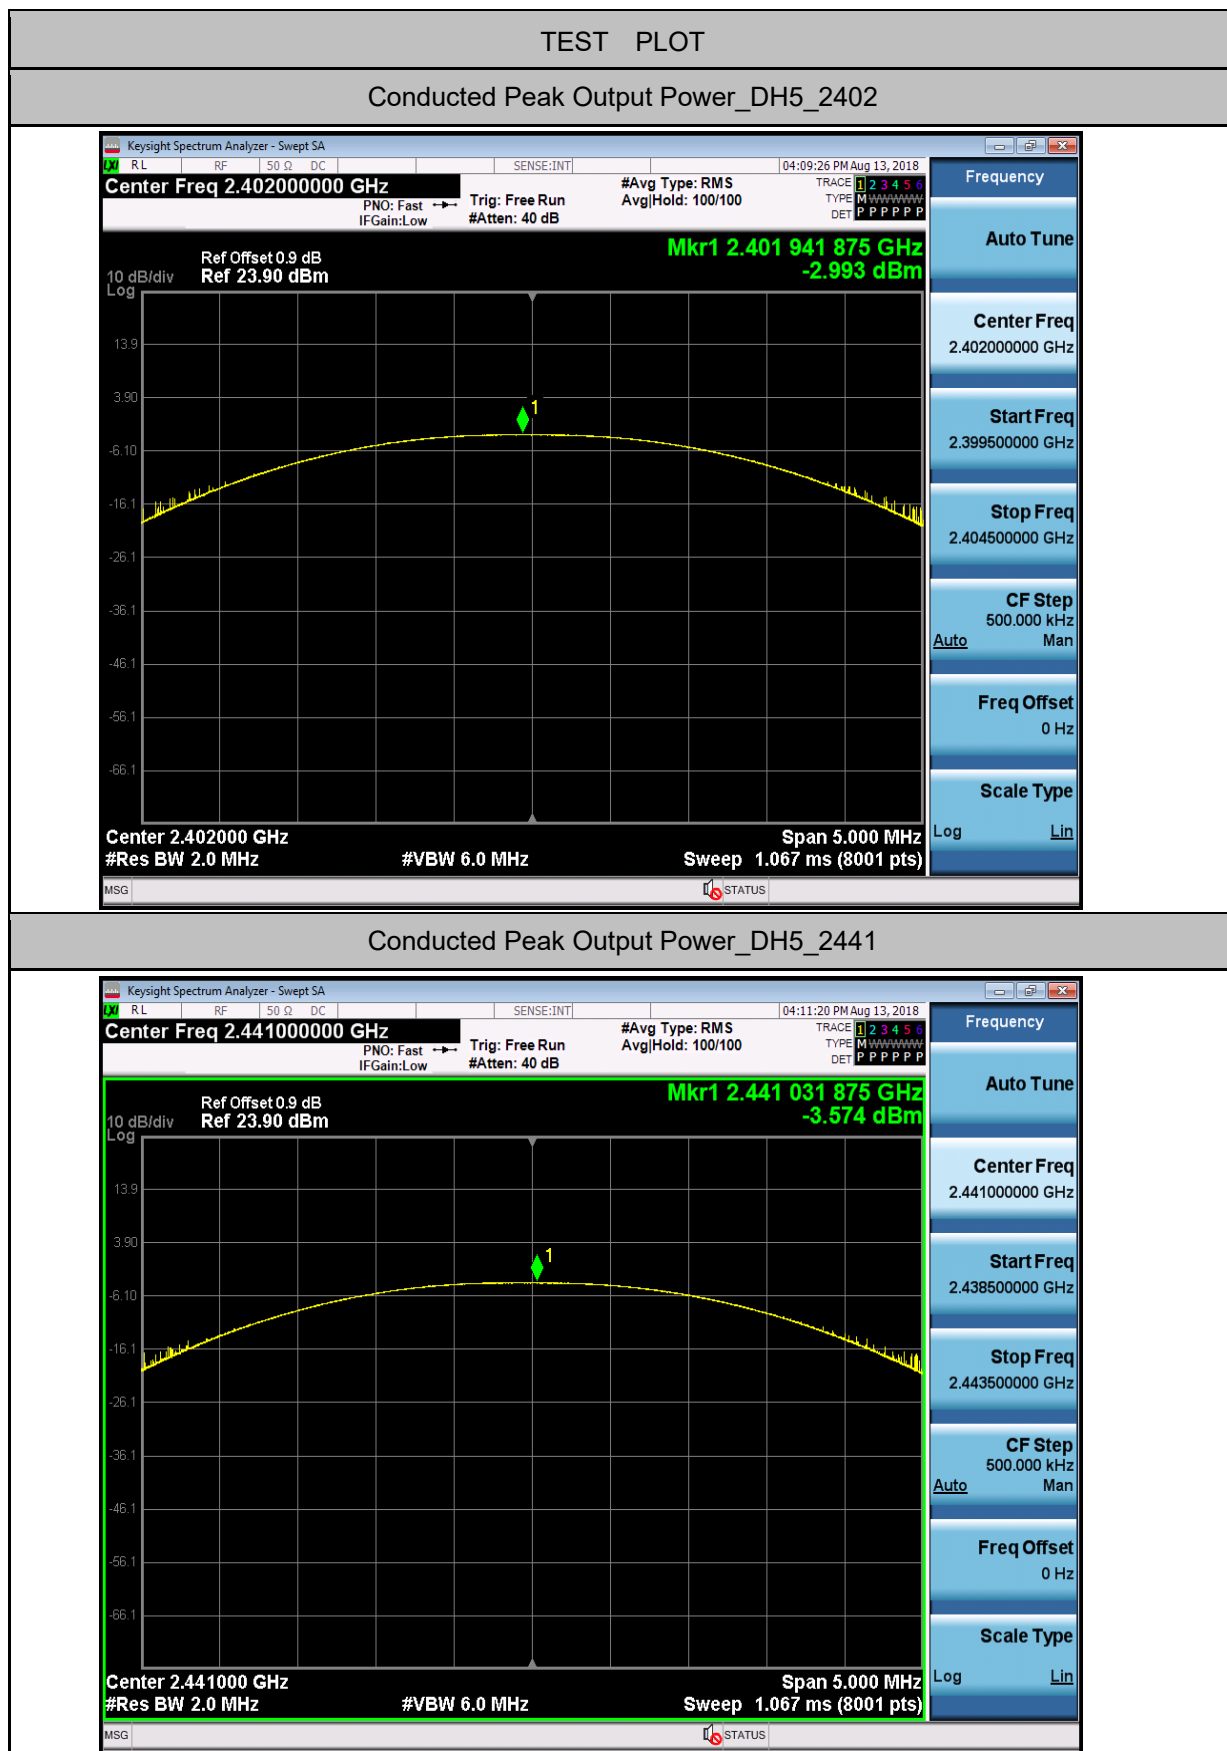 TEST PLOT
Conducted Peak Output Power_DH5_2402
Keysight Spectrum Analyzer - Swept SA
LXI RL RF 50 Ω DC SENSE:INT 04:09:26 PM Aug 13, 2018
Center Freq 2.402000000 GHz #Avg Type: RMS TRACE 1 2 3 4 5 6
PNO: Fast Trig: Free Run Avg|Hold: 100/100 TYPE M WWWWW
IFGain:Low #Atten: 40 dB DET P P P P P P
Mkr1 2.401 941 875 GHz
-2.993 dBm
Ref Offset 0.9 dB
10 dB/div Ref 23.90 dBm
Log
13.9
3.90
1
-6.10
-16.1
-26.1
-36.1
-46.1
-56.1
-66.1
Center 2.402000 GHz Span 5.000 MHz
#Res BW 2.0 MHz #VBW 6.0 MHz Sweep 1.067 ms (8001 pts)
MSG STATUS
Frequency
Auto Tune
Center Freq
2.402000000 GHz
Start Freq
2.399500000 GHz
Stop Freq
2.404500000 GHz
CF Step
500.000 kHz
Auto Man
Freq Offset
0 Hz
Scale Type
Log Lin
Conducted Peak Output Power_DH5_2441
Keysight Spectrum Analyzer - Swept SA
LXI RL RF 50 Ω DC SENSE:INT 04:11:20 PM Aug 13, 2018
Center Freq 2.441000000 GHz #Avg Type: RMS TRACE 1 2 3 4 5 6
PNO: Fast Trig: Free Run Avg|Hold: 100/100 TYPE M WWWWW
IFGain:Low #Atten: 40 dB DET P P P P P P
Mkr1 2.441 031 875 GHz
-3.574 dBm
Ref Offset 0.9 dB
10 dB/div Ref 23.90 dBm
Log
13.9
3.90
1
-6.10
-16.1
-26.1
-36.1
-46.1
-56.1
-66.1
Center 2.441000 GHz Span 5.000 MHz
#Res BW 2.0 MHz #VBW 6.0 MHz Sweep 1.067 ms (8001 pts)
MSG STATUS
Frequency
Auto Tune
Center Freq
2.441000000 GHz
Start Freq
2.438500000 GHz
Stop Freq
2.443500000 GHz
CF Step
500.000 kHz
Auto Man
Freq Offset
0 Hz
Scale Type
Log Lin